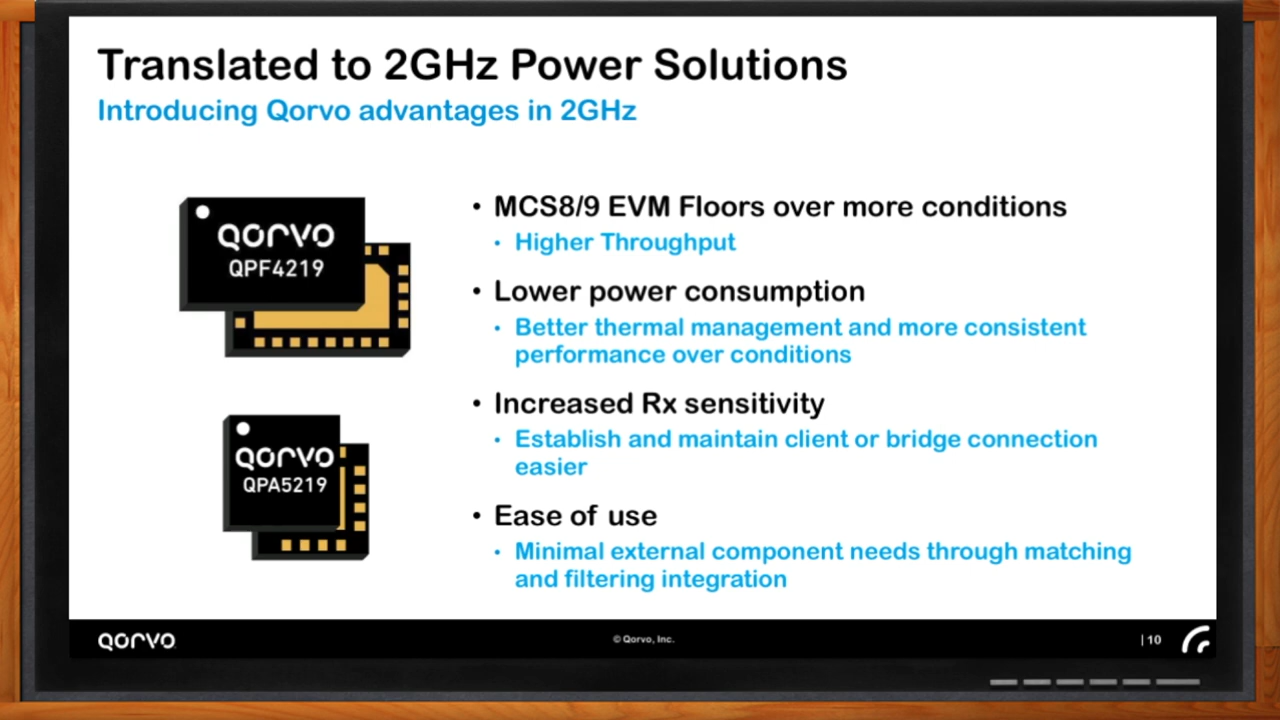 Translated to 2GHz Power Solutions
Introducing Qorvo advantages in 2GHz
QORVO
QPF4219
QORVO
QPA5219
• MCS8/9 EVM Floors over more conditions
• Higher Throughput
• Lower power consumption
• Better thermal management and more consistent
performance over conditions
• Increased Rx sensitivity
• Establish and maintain client or bridge connection
easier
• Ease of use
• Minimal external component needs through matching
and filtering integration
QORVO
© Qorvo, Inc.
| 10